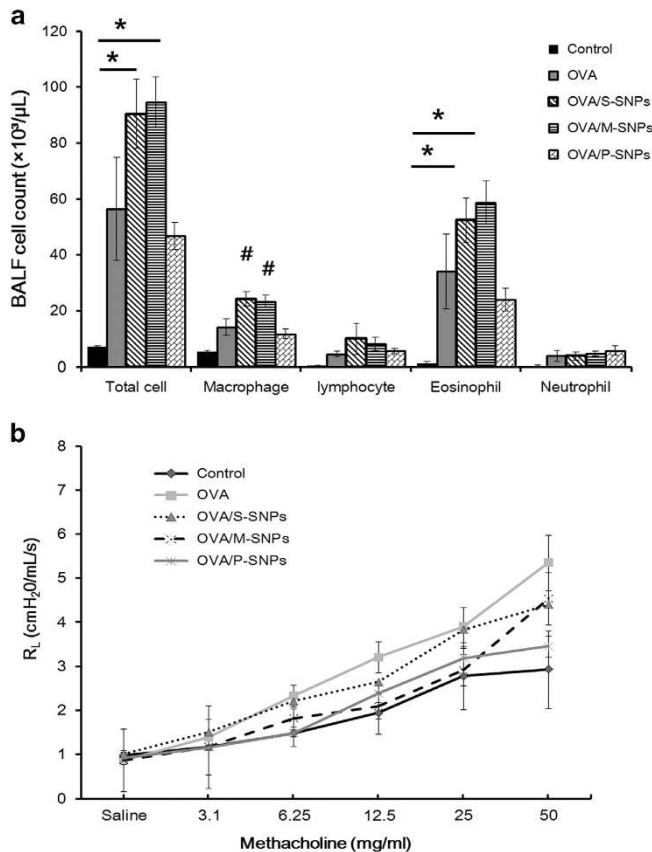 a
120
100
80
60
40
20
0
BALF cell count (×10³/µL)
* *
* *
# #
Control
OVA
OVA/S-SNPs
OVA/M-SNPs
OVA/P-SNPs
Total cell Macrophage lymphocyte Eosinophil Neutrophil
b
8
7
6
5
4
3
2
1
0
R_L (cmH₂0/mL/s)
Control
OVA
OVA/S-SNPs
OVA/M-SNPs
OVA/P-SNPs
Saline 3.1 6.25 12.5 25 50
Methacholine (mg/ml)